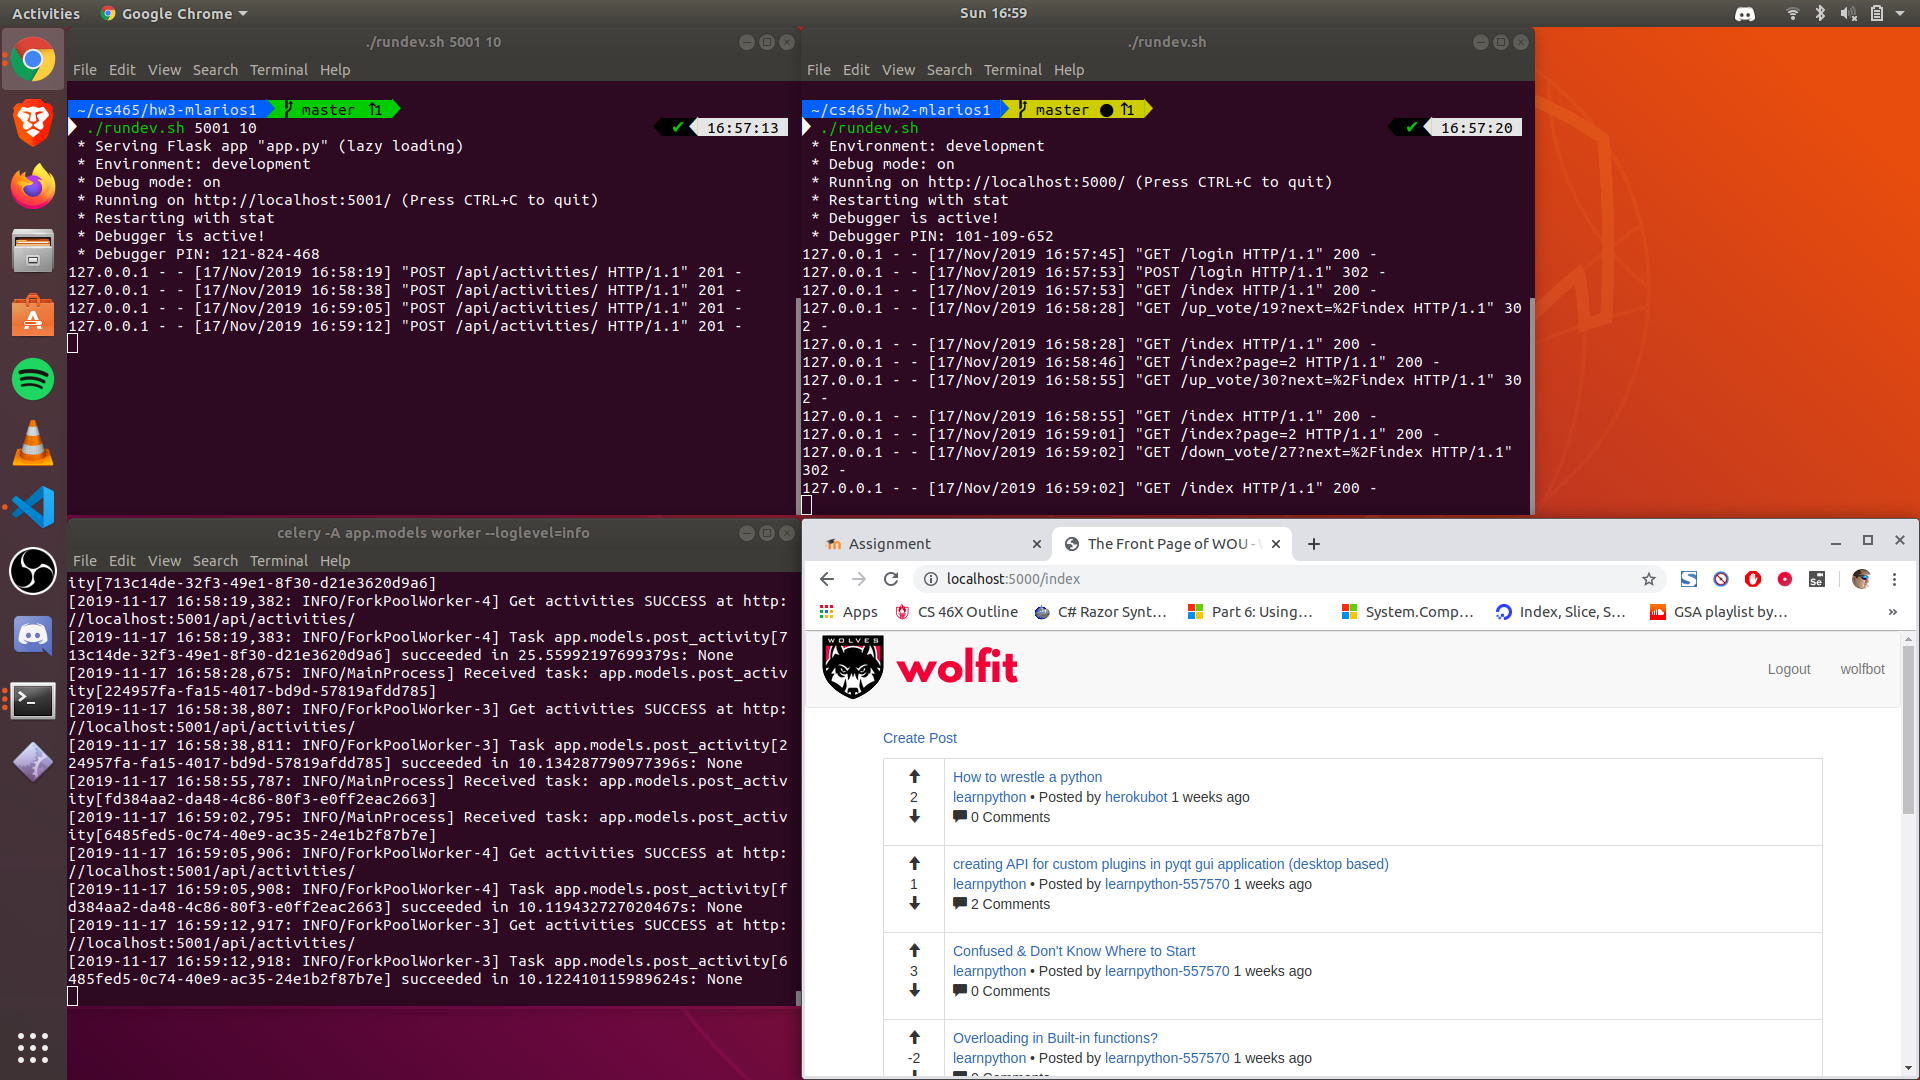 Activities
Google Chrome
Sun 16:59
./rundev.sh 5001 10
File Edit View Search Terminal Help
~/cs465/hw3-mlarios1 master ⇡1
./rundev.sh 5001 10
✔ 16:57:13
* Serving Flask app "app.py" (lazy loading)
* Environment: development
* Debug mode: on
* Running on http://localhost:5001/ (Press CTRL+C to quit)
* Restarting with stat
* Debugger is active!
* Debugger PIN: 121-824-468
127.0.0.1 - - [17/Nov/2019 16:58:19] "POST /api/activities/ HTTP/1.1" 201 -
127.0.0.1 - - [17/Nov/2019 16:58:38] "POST /api/activities/ HTTP/1.1" 201 -
127.0.0.1 - - [17/Nov/2019 16:59:05] "POST /api/activities/ HTTP/1.1" 201 -
127.0.0.1 - - [17/Nov/2019 16:59:12] "POST /api/activities/ HTTP/1.1" 201 -
./rundev.sh
File Edit View Search Terminal Help
~/cs465/hw2-mlarios1 master ● ⇡1
./rundev.sh
✔ 16:57:20
* Environment: development
* Debug mode: on
* Running on http://localhost:5000/ (Press CTRL+C to quit)
* Restarting with stat
* Debugger is active!
* Debugger PIN: 101-109-652
127.0.0.1 - - [17/Nov/2019 16:57:45] "GET /login HTTP/1.1" 200 -
127.0.0.1 - - [17/Nov/2019 16:57:53] "POST /login HTTP/1.1" 302 -
127.0.0.1 - - [17/Nov/2019 16:57:53] "GET /index HTTP/1.1" 200 -
127.0.0.1 - - [17/Nov/2019 16:58:28] "GET /up_vote/19?next=%2Findex HTTP/1.1" 30
2 -
127.0.0.1 - - [17/Nov/2019 16:58:28] "GET /index HTTP/1.1" 200 -
127.0.0.1 - - [17/Nov/2019 16:58:46] "GET /index?page=2 HTTP/1.1" 200 -
127.0.0.1 - - [17/Nov/2019 16:58:55] "GET /up_vote/30?next=%2Findex HTTP/1.1" 30
2 -
127.0.0.1 - - [17/Nov/2019 16:58:55] "GET /index HTTP/1.1" 200 -
127.0.0.1 - - [17/Nov/2019 16:59:01] "GET /index?page=2 HTTP/1.1" 200 -
127.0.0.1 - - [17/Nov/2019 16:59:02] "GET /down_vote/27?next=%2Findex HTTP/1.1"
302 -
127.0.0.1 - - [17/Nov/2019 16:59:02] "GET /index HTTP/1.1" 200 -
celery -A app.models worker --loglevel=info
File Edit View Search Terminal Help
ity[713c14de-32f3-49e1-8f30-d21e3620d9a6]
[2019-11-17 16:58:19,382: INFO/ForkPoolWorker-4] Get activities SUCCESS at http:
//localhost:5001/api/activities/
[2019-11-17 16:58:19,383: INFO/ForkPoolWorker-4] Task app.models.post_activity[7
13c14de-32f3-49e1-8f30-d21e3620d9a6] succeeded in 25.55992197699379s: None
[2019-11-17 16:58:28,675: INFO/MainProcess] Received task: app.models.post_activ
ity[224957fa-fa15-4017-bd9d-57819afdd785]
[2019-11-17 16:58:38,807: INFO/ForkPoolWorker-3] Get activities SUCCESS at http:
//localhost:5001/api/activities/
[2019-11-17 16:58:38,811: INFO/ForkPoolWorker-3] Task app.models.post_activity[2
24957fa-fa15-4017-bd9d-57819afdd785] succeeded in 10.134287790977396s: None
[2019-11-17 16:58:55,787: INFO/MainProcess] Received task: app.models.post_activ
ity[fd384aa2-da48-4c86-80f3-e0ff2eac2663]
[2019-11-17 16:59:02,795: INFO/MainProcess] Received task: app.models.post_activ
ity[6485fed5-0c74-40e9-ac35-24e1b2f87b7e]
[2019-11-17 16:59:05,906: INFO/ForkPoolWorker-4] Get activities SUCCESS at http:
//localhost:5001/api/activities/
[2019-11-17 16:59:05,908: INFO/ForkPoolWorker-4] Task app.models.post_activity[f
d384aa2-da48-4c86-80f3-e0ff2eac2663] succeeded in 10.119432727020467s: None
[2019-11-17 16:59:12,917: INFO/ForkPoolWorker-3] Get activities SUCCESS at http:
//localhost:5001/api/activities/
[2019-11-17 16:59:12,918: INFO/ForkPoolWorker-3] Task app.models.post_activity[6
485fed5-0c74-40e9-ac35-24e1b2f87b7e] succeeded in 10.122410115989624s: None
Assignment
The Front Page of WOU -
localhost:5000/index
Se
Apps
CS 46X Outline
C# Razor Synt…
Part 6: Using…
System.Comp…
Index, Slice, S…
GSA playlist by…
»
WOLVES
wolfit
Logout
wolfbot
Create Post
How to wrestle a python
2
learnpython • Posted by herokubot 1 weeks ago
0 Comments
creating API for custom plugins in pyqt gui application (desktop based)
1
learnpython • Posted by learnpython-557570 1 weeks ago
2 Comments
Confused & Don't Know Where to Start
3
learnpython • Posted by learnpython-557570 1 weeks ago
0 Comments
Overloading in Built-in functions?
-2
learnpython • Posted by learnpython-557570 1 weeks ago